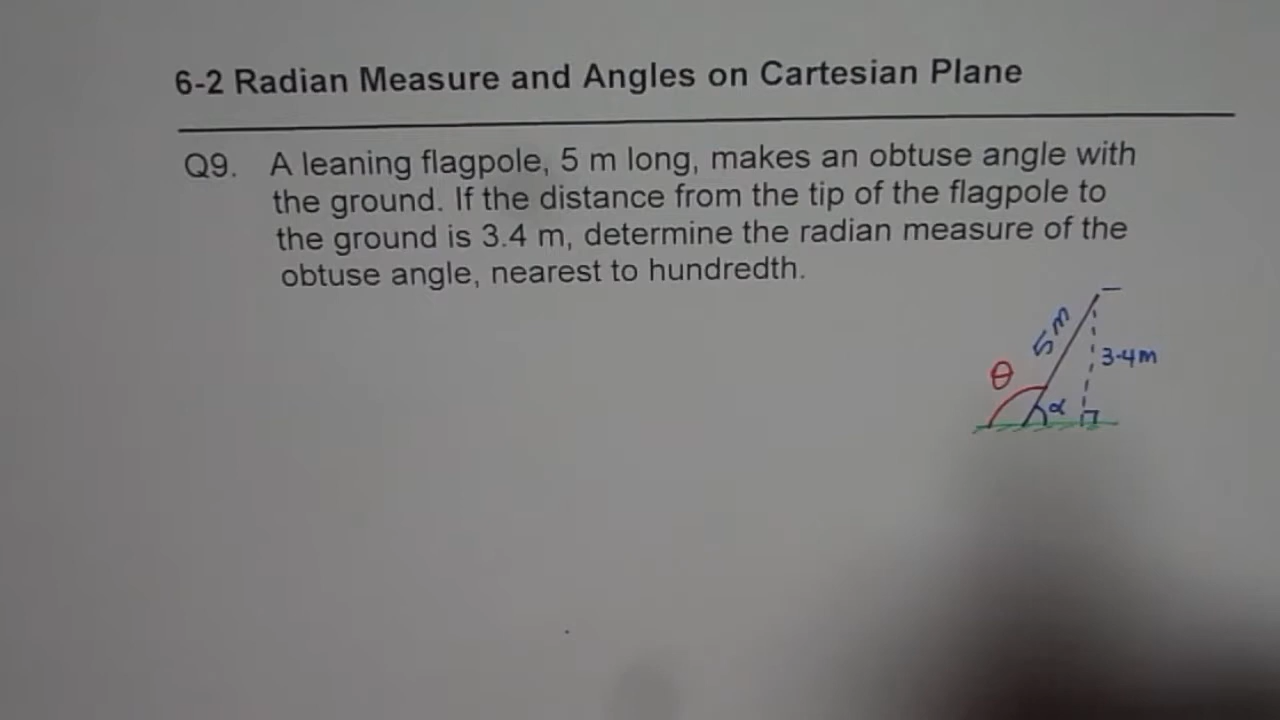 6-2 Radian Measure and Angles on Cartesian Plane
Q9. A leaning flagpole, 5 m long, makes an obtuse angle with
the ground. If the distance from the tip of the flagpole to
the ground is 3.4 m, determine the radian measure of the
obtuse angle, nearest to hundredth.
5m
3.4m
θ
α